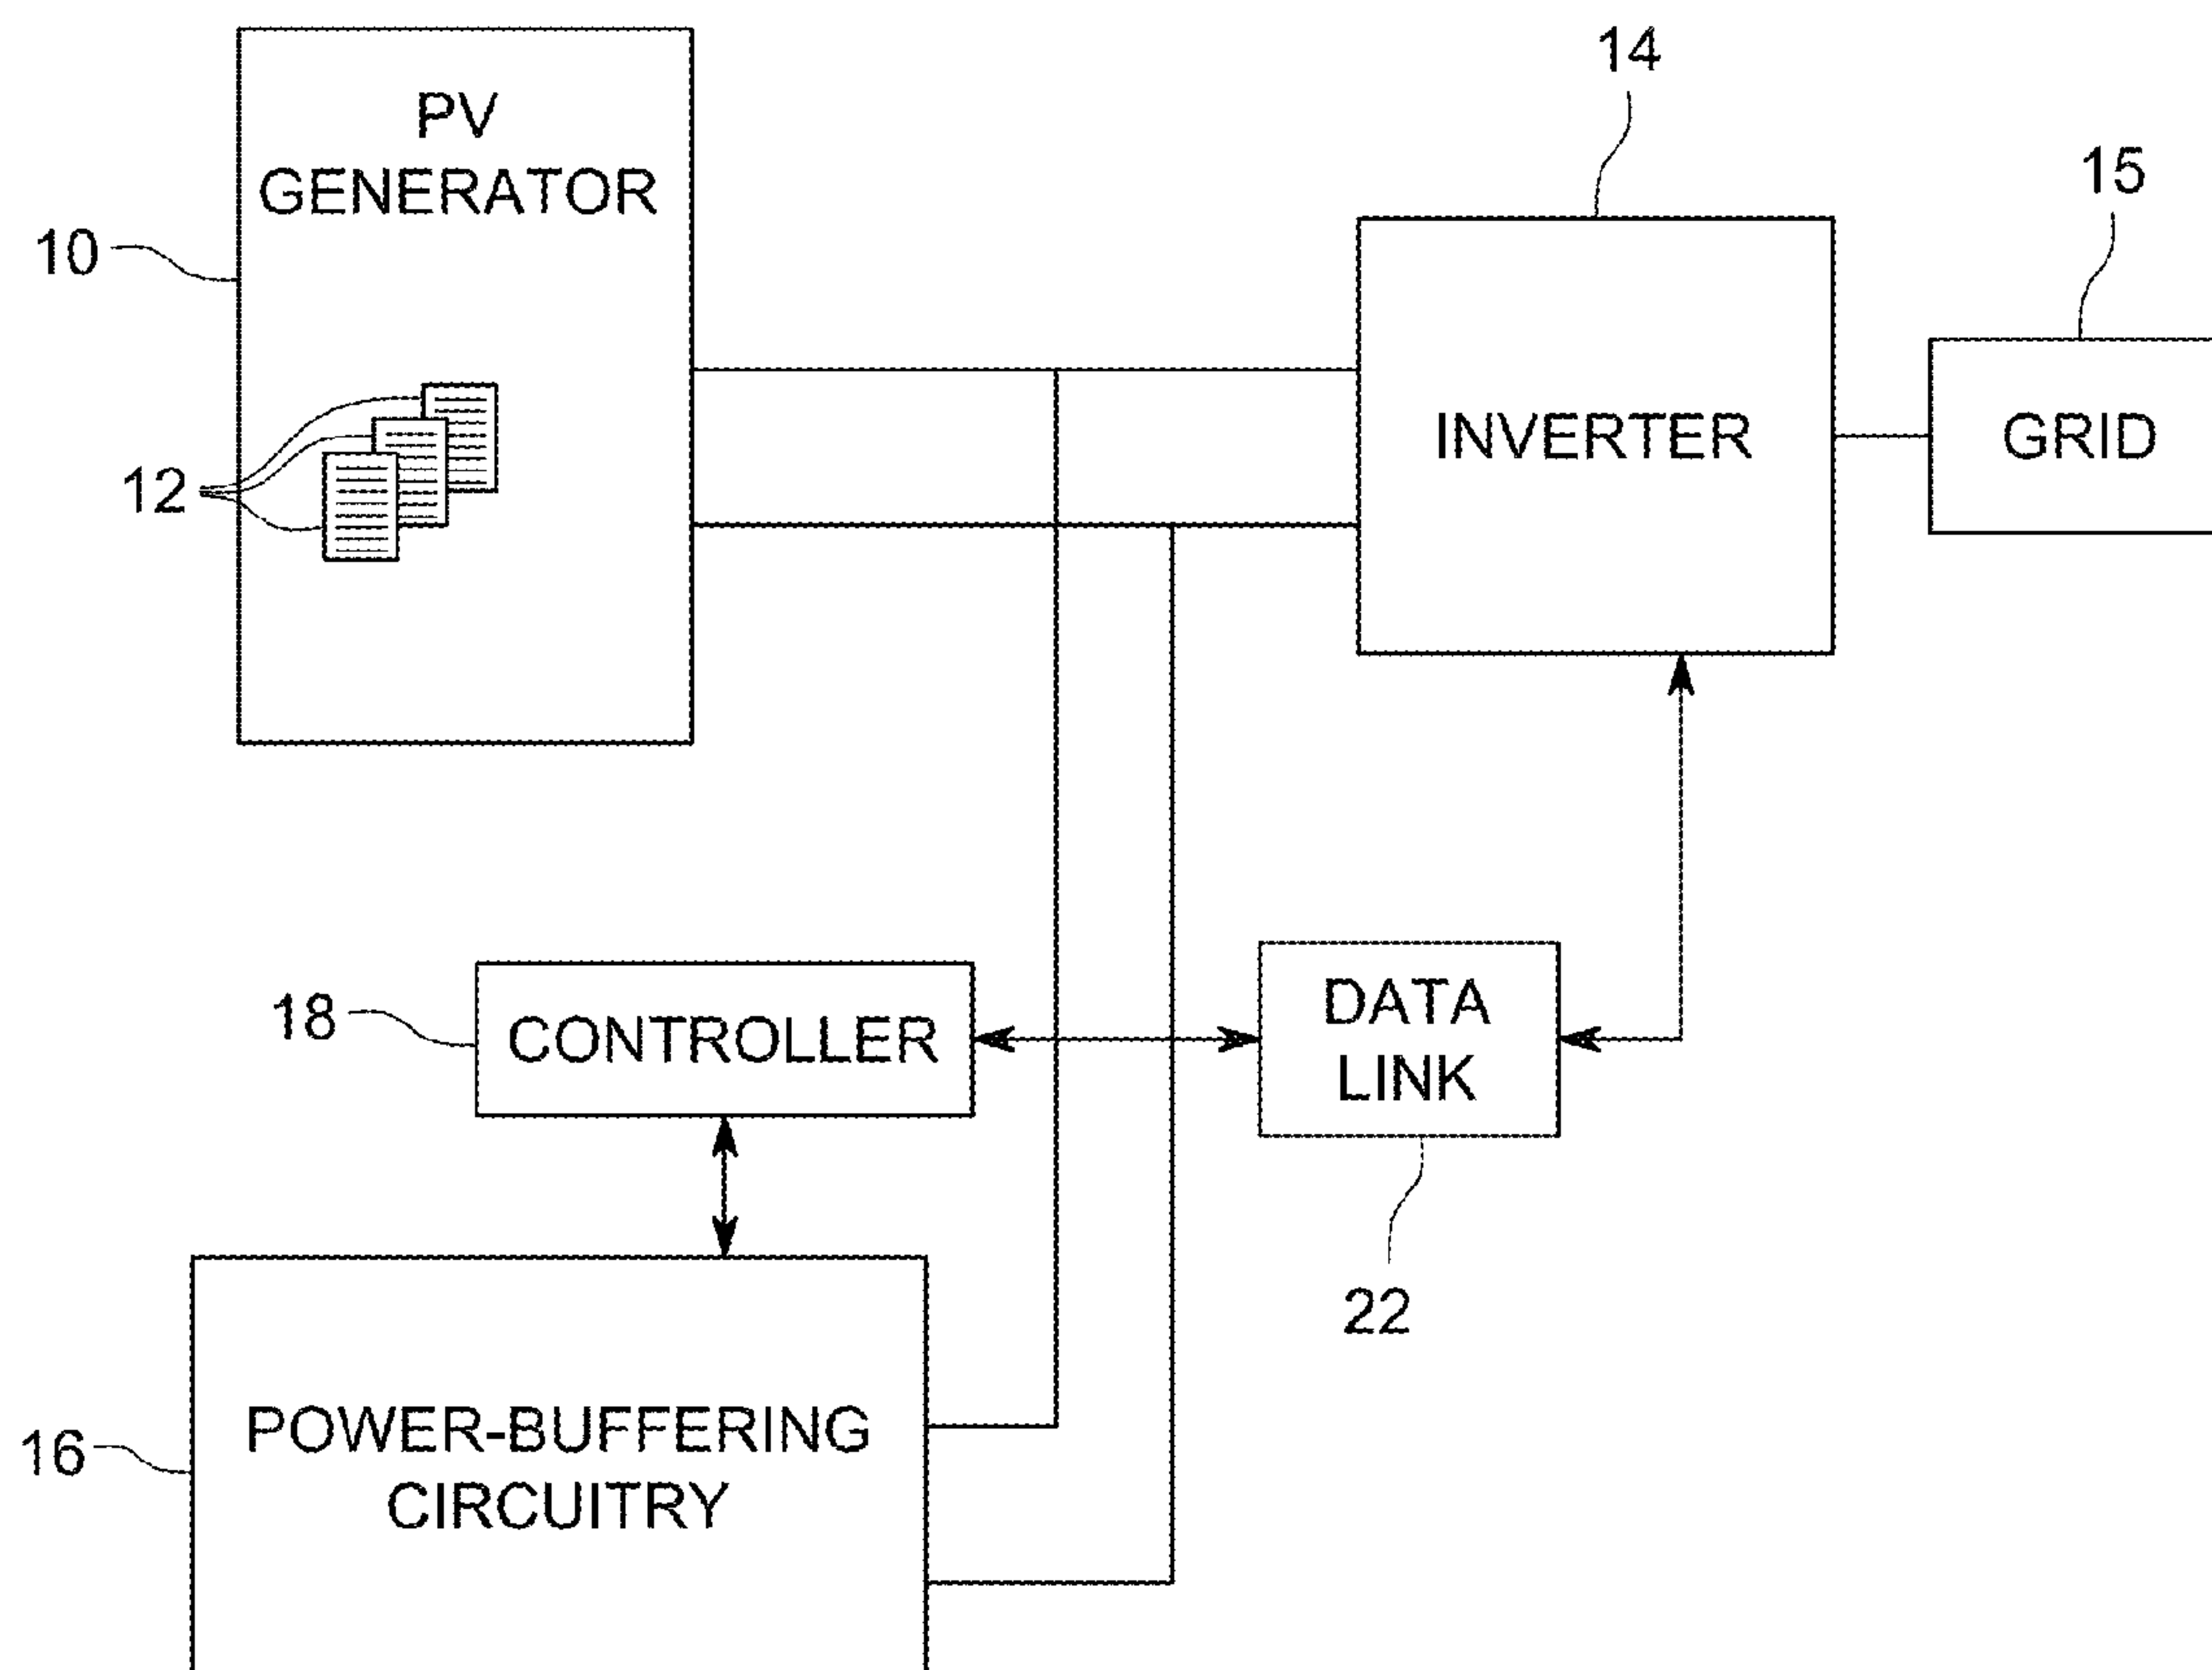 14
PV
GENERATOR
15
10
INVERTER
GRID
12
DATA
LINK
18
CONTROLLER
22
POWER-BUFFERING
CIRCUITRY
16